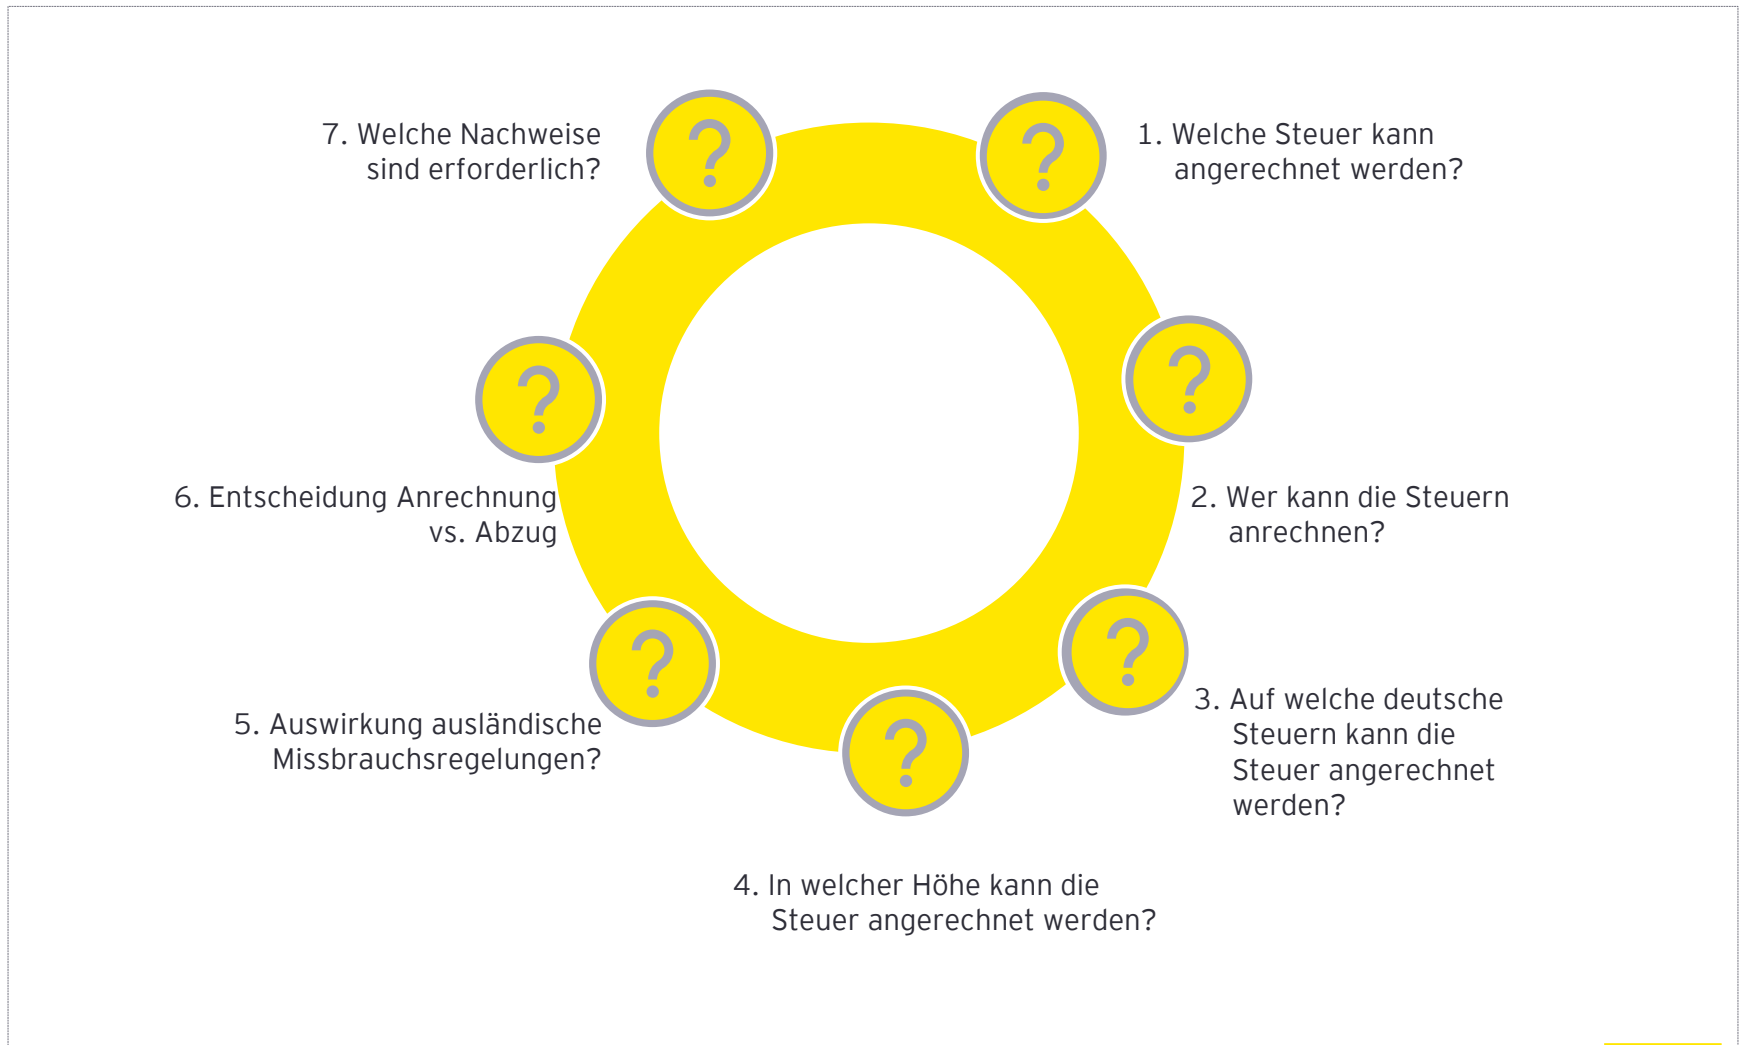 1. Welche Steuer kann
angerechnet werden?
2. Wer kann die Steuern
anrechnen?
3. Auf welche deutsche
Steuern kann die
Steuer angerechnet
werden?
4. In welcher Höhe kann die
Steuer angerechnet werden?
5. Auswirkung ausländische
Missbrauchsregelungen?
6. Entscheidung Anrechnung
vs. Abzug
7. Welche Nachweise
sind erforderlich?